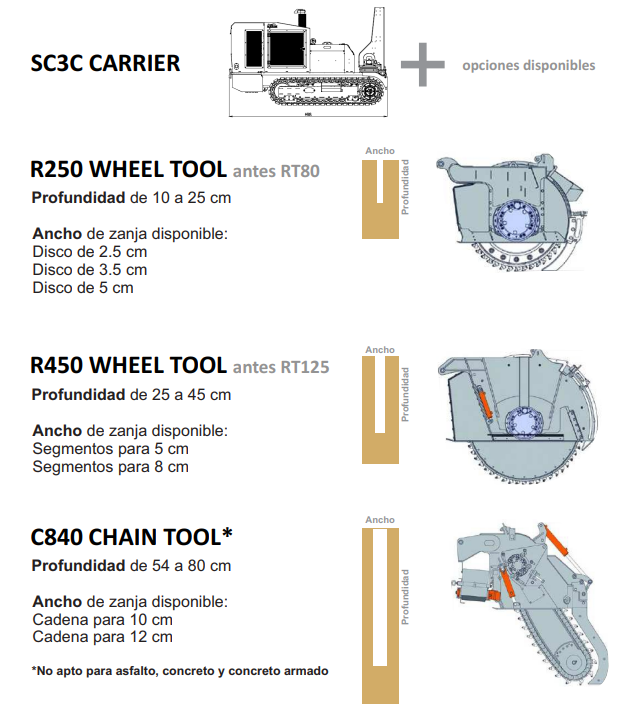 SC3C CARRIER
opciones disponibles
R250 WHEEL TOOL antes RT80
Profundidad de 10 a 25 cm
Ancho de zanja disponible:
Disco de 2.5 cm
Disco de 3.5 cm
Disco de 5 cm
Ancho
Profundidad
R450 WHEEL TOOL antes RT125
Profundidad de 25 a 45 cm
Ancho de zanja disponible:
Segmentos para 5 cm
Segmentos para 8 cm
Ancho
Profundidad
C840 CHAIN TOOL*
Profundidad de 54 a 80 cm
Ancho de zanja disponible:
Cadena para 10 cm
Cadena para 12 cm
*No apto para asfalto, concreto y concreto armado
Ancho
Profundidad